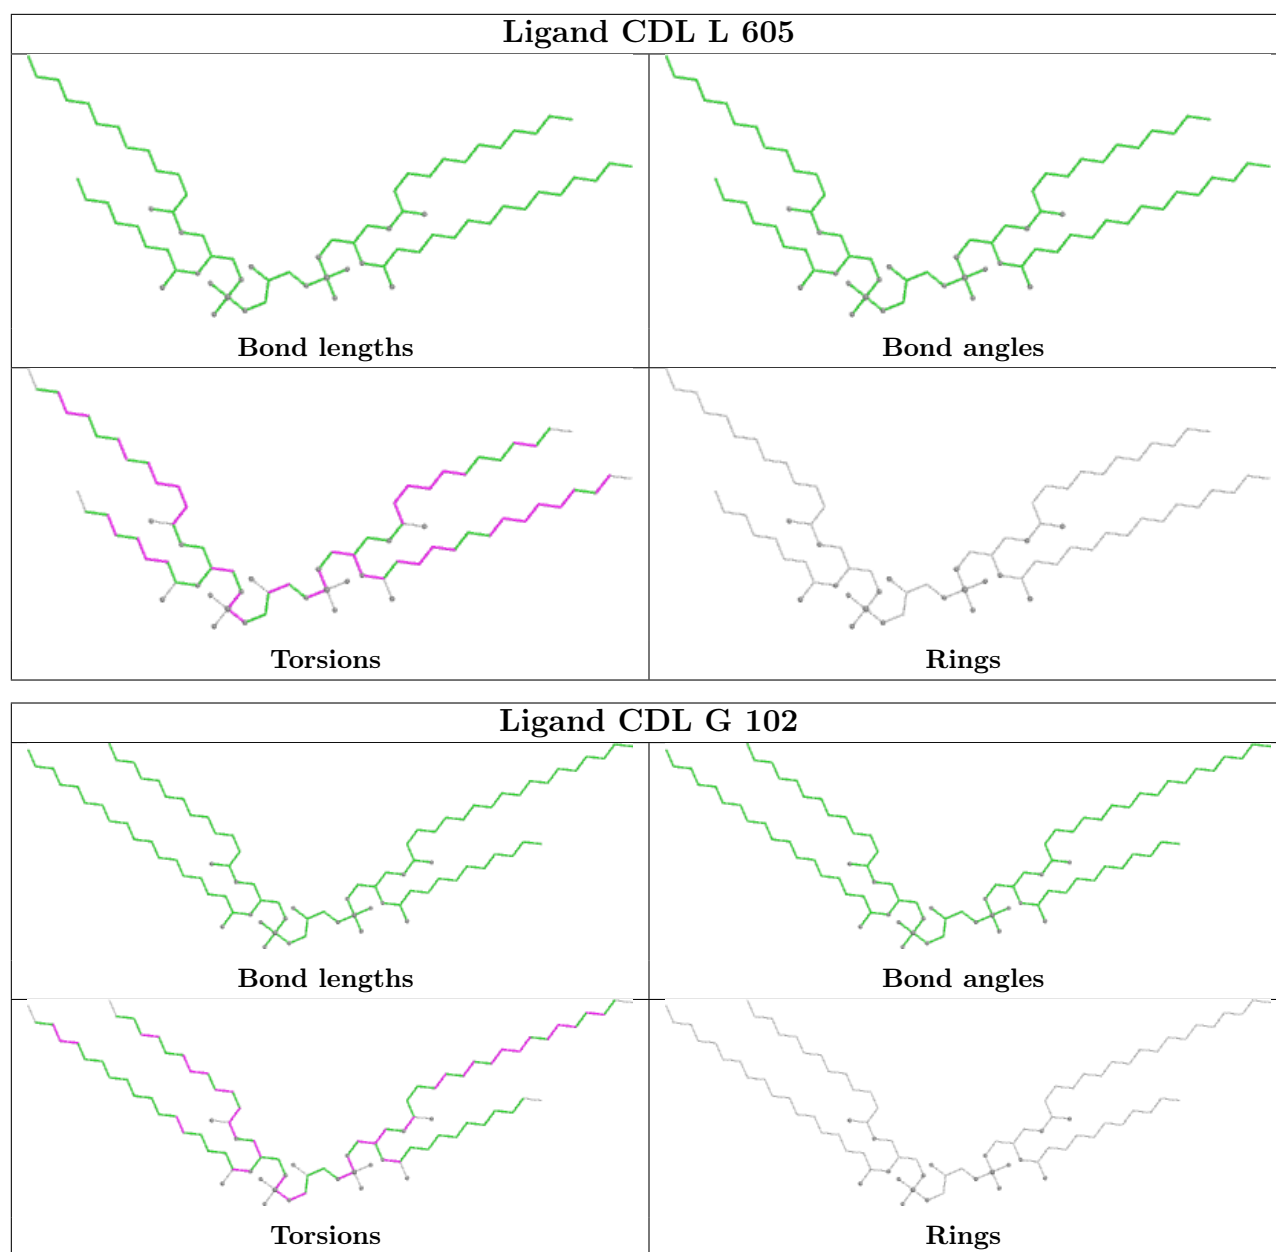 Ligand CDL L 605
Bond lengths
Bond angles
Torsions
Rings
Ligand CDL G 102
Bond lengths
Bond angles
Torsions
Rings